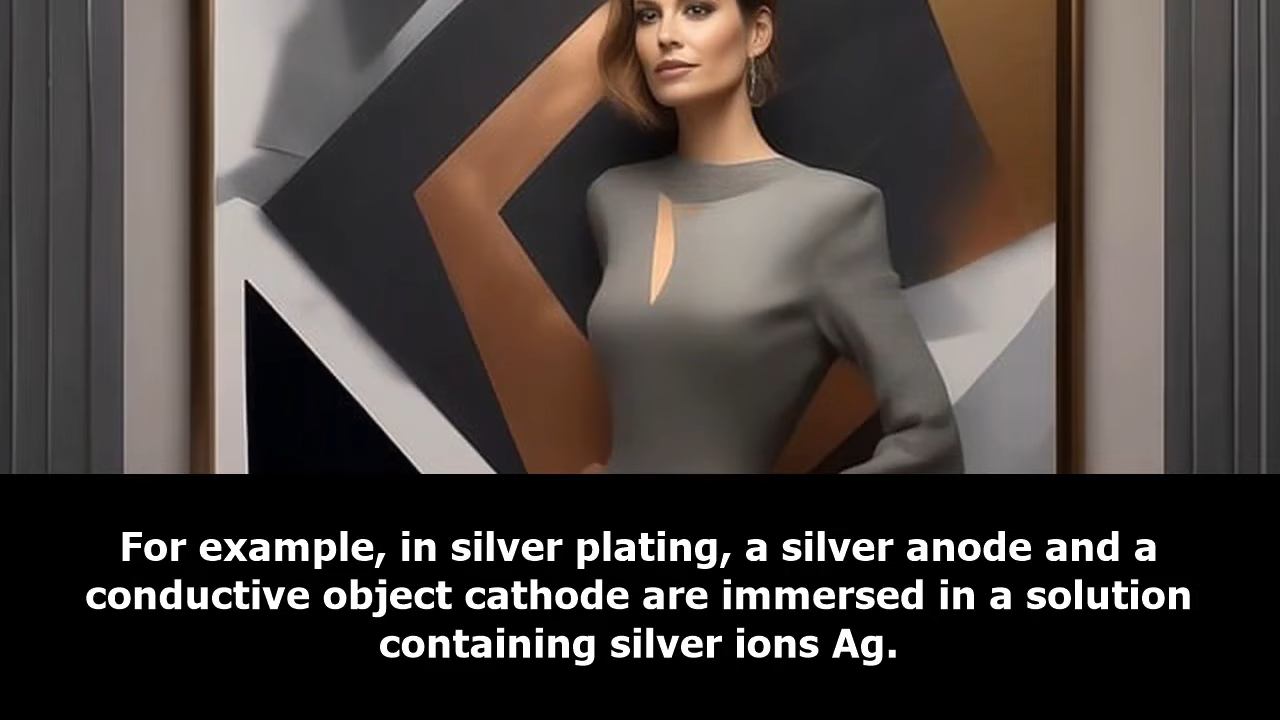 For example, in silver plating, a silver anode and a
conductive object cathode are immersed in a solution
containing silver ions Ag.